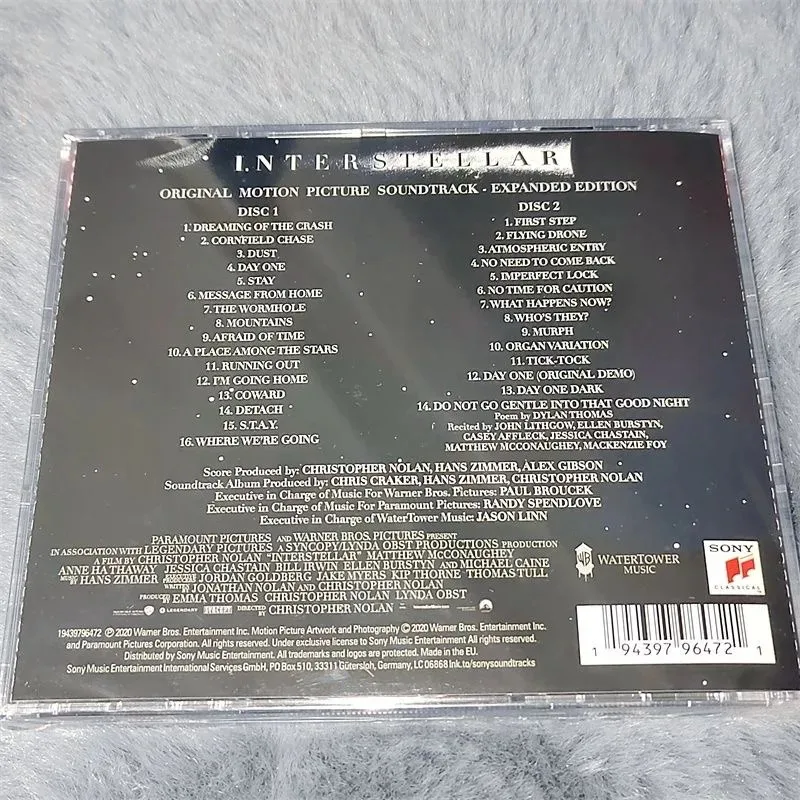 INTERSTELLAR
ORIGINAL MOTION PICTURE SOUNDTRACK - EXPANDED EDITION
DISC 1
1. DREAMING OF THE CRASH
2. CORNFIELD CHASE
3. DUST
4. DAY ONE
5. STAY
6. MESSAGE FROM HOME
7. THE WORMHOLE
8. MOUNTAINS
9. AFRAID OF TIME
10. A PLACE AMONG THE STARS
11. RUNNING OUT
12. I'M GOING HOME
13. COWARD
14. DETACH
15. S.T.A.Y.
16. WHERE WE'RE GOING
DISC 2
1. FIRST STEP
2. FLYING DRONE
3. ATMOSPHERIC ENTRY
4. NO NEED TO COME BACK
5. IMPERFECT LOCK
6. NO TIME FOR CAUTION
7. WHAT HAPPENS NOW?
8. WHO'S THEY?
9. MURPH
10. ORGAN VARIATION
11. TICK-TOCK
12. DAY ONE (ORIGINAL DEMO)
13. DAY ONE DARK
14. DO NOT GO GENTLE INTO THAT GOOD NIGHT
Poem by DYLAN THOMAS
Recited by JOHN LITHGOW, ELLEN BURSTYN,
CASEY AFFLECK, JESSICA CHASTAIN,
MATTHEW MCCONAUGHEY, MACKENZIE FOY
Score Produced by: CHRISTOPHER NOLAN, HANS ZIMMER, ALEX GIBSON
Soundtrack Album Produced by: CHRIS CRAKER, HANS ZIMMER, CHRISTOPHER NOLAN
Executive in Charge of Music For Warner Bros. Pictures: PAUL BROUCEK
Executive in Charge of Music for Paramount Pictures: RANDY SPENDLOVE
Executive in Charge of WaterTower Music: JASON LINN
PARAMOUNT PICTURES AND WARNER BROS. PICTURES PRESENT
IN ASSOCIATION WITH LEGENDARY PICTURES A SYNCOPY/LYNDA OBST PRODUCTIONS PRODUCTION
A FILM BY CHRISTOPHER NOLAN "INTERSTELLAR" MATTHEW MCCONAUGHEY
ANNE HATHAWAY JESSICA CHASTAIN BILL IRWIN ELLEN BURSTYN AND MICHAEL CAINE
MUSIC BY HANS ZIMMER EXECUTIVE PRODUCERS JORDAN GOLDBERG JAKE MYERS KIP THORNE THOMAS TULL
WRITTEN BY JONATHAN NOLAN AND CHRISTOPHER NOLAN
PRODUCED BY EMMA THOMAS CHRISTOPHER NOLAN LYNDA OBST
LEGENDARY SYNCOPY DIRECTED BY CHRISTOPHER NOLAN
WB WATERTOWER
MUSIC
SONY
CLASSICAL
19439796472 ℗ 2020 Warner Bros. Entertainment Inc. Motion Picture Artwork and Photography © 2020 Warner Bros. Entertainment Inc.
and Paramount Pictures Corporation. All rights reserved. Under exclusive license to Sony Music Entertainment All rights reserved.
Distributed by Sony Music Entertainment. All trademarks and logos are protected. Made in the EU.
Sony Music Entertainment International Services GmbH, PO Box 510, 33311 Gütersloh, Germany, LC 06868 lnk.to/sonysoundtracks
1 94397 96472 1